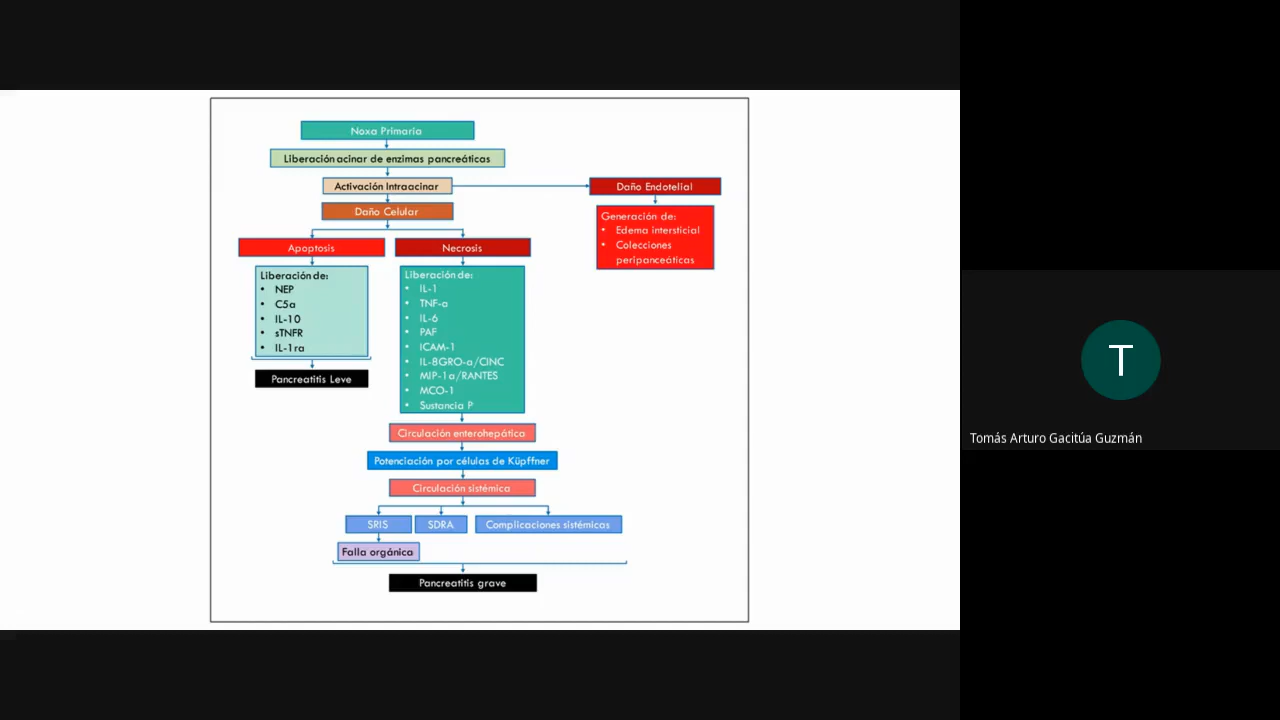 Noxa Primaria
Liberación acinar de enzimas pancreáticas
Activación Intraacinar
Daño Endotelial
Daño Celular
Generación de:
• Edema intersticial
• Colecciones
peripanceáticas
Apoptosis
Necrosis
Liberación de:
• NEP
• C5a
• IL-10
• sTNFR
• IL-1ra
Pancreatitis Leve
Liberación de:
• IL-1
• TNF-α
• IL-6
• PAF
• ICAM-1
• IL-8GRO-α/CINC
• MIP-1α/RANTES
• MCO-1
• Sustancia P
Circulación enterohepática
Potenciación por células de Küpffner
Circulación sistémica
SRIS
SDRA
Complicaciones sistémicas
Falla orgánica
Pancreatitis grave
T
Tomás Arturo Gacitúa Guzmán